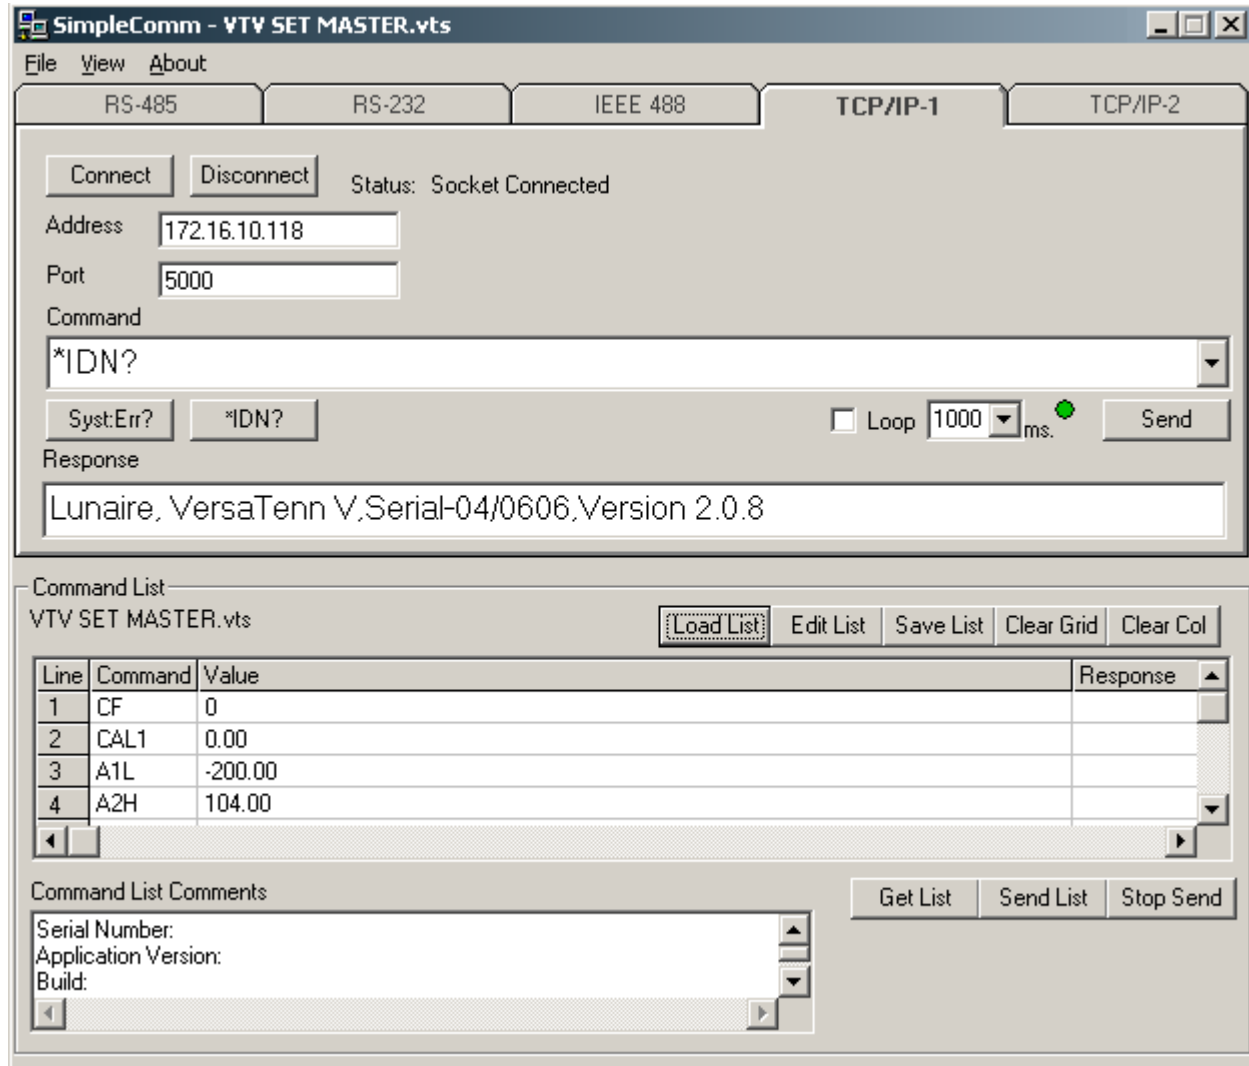 SimpleComm - VTV SET MASTER.vts
File View About
RS-485 RS-232 IEEE 488 TCP/IP-1 TCP/IP-2
Connect Disconnect Status: Socket Connected
Address 172.16.10.118
Port 5000
Command
*IDN?
Syst:Err? *IDN? Loop 1000 ms. Send
Response
Lunaire, VersaTenn V,Serial-04/0606,Version 2.0.8
Command List
VTV SET MASTER.vts Load List Edit List Save List Clear Grid Clear Col
Line Command Value Response
1 CF 0
2 CAL1 0.00
3 A1L -200.00
4 A2H 104.00
Command List Comments Get List Send List Stop Send
Serial Number:
Application Version:
Build: